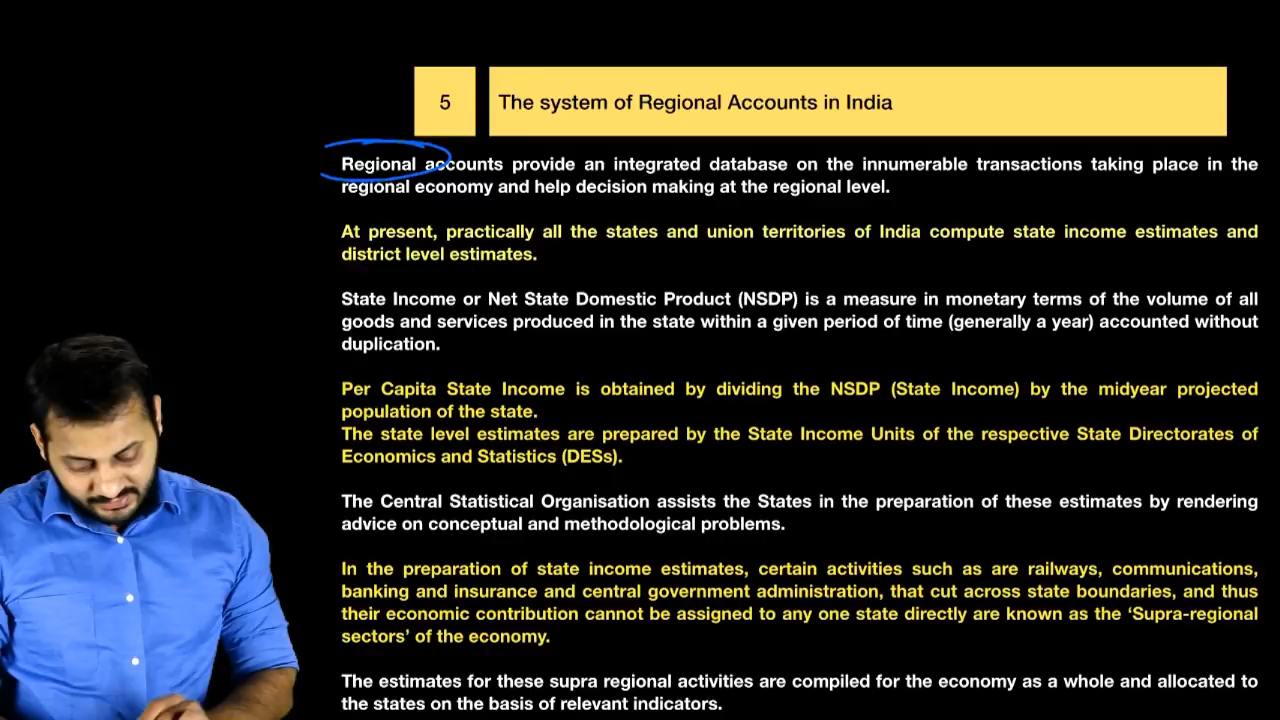 5
The system of Regional Accounts in India
Regional accounts provide an integrated database on the innumerable transactions taking place in the
regional economy and help decision making at the regional level.
At present, practically all the states and union territories of India compute state income estimates and
district level estimates.
State Income or Net State Domestic Product (NSDP) is a measure in monetary terms of the volume of all
goods and services produced in the state within a given period of time (generally a year) accounted without
duplication.
Per Capita State Income is obtained by dividing the NSDP (State Income) by the midyear projected
population of the state.
The state level estimates are prepared by the State Income Units of the respective State Directorates of
Economics and Statistics (DESs).
The Central Statistical Organisation assists the States in the preparation of these estimates by rendering
advice on conceptual and methodological problems.
In the preparation of state income estimates, certain activities such as are railways, communications,
banking and insurance and central government administration, that cut across state boundaries, and thus
their economic contribution cannot be assigned to any one state directly are known as the ‘Supra-regional
sectors’ of the economy.
The estimates for these supra regional activities are compiled for the economy as a whole and allocated to
the states on the basis of relevant indicators.